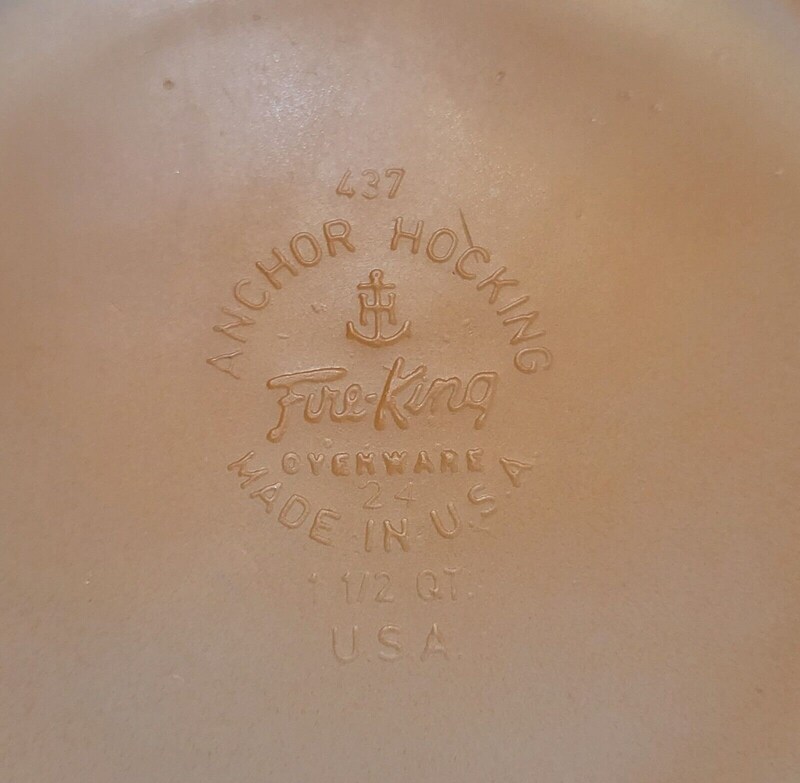 437
ANCHOR HOCKING
H
Fire-King
OVENWARE
24
MADE IN U.S.A
1 1/2 QT.
U.S.A.